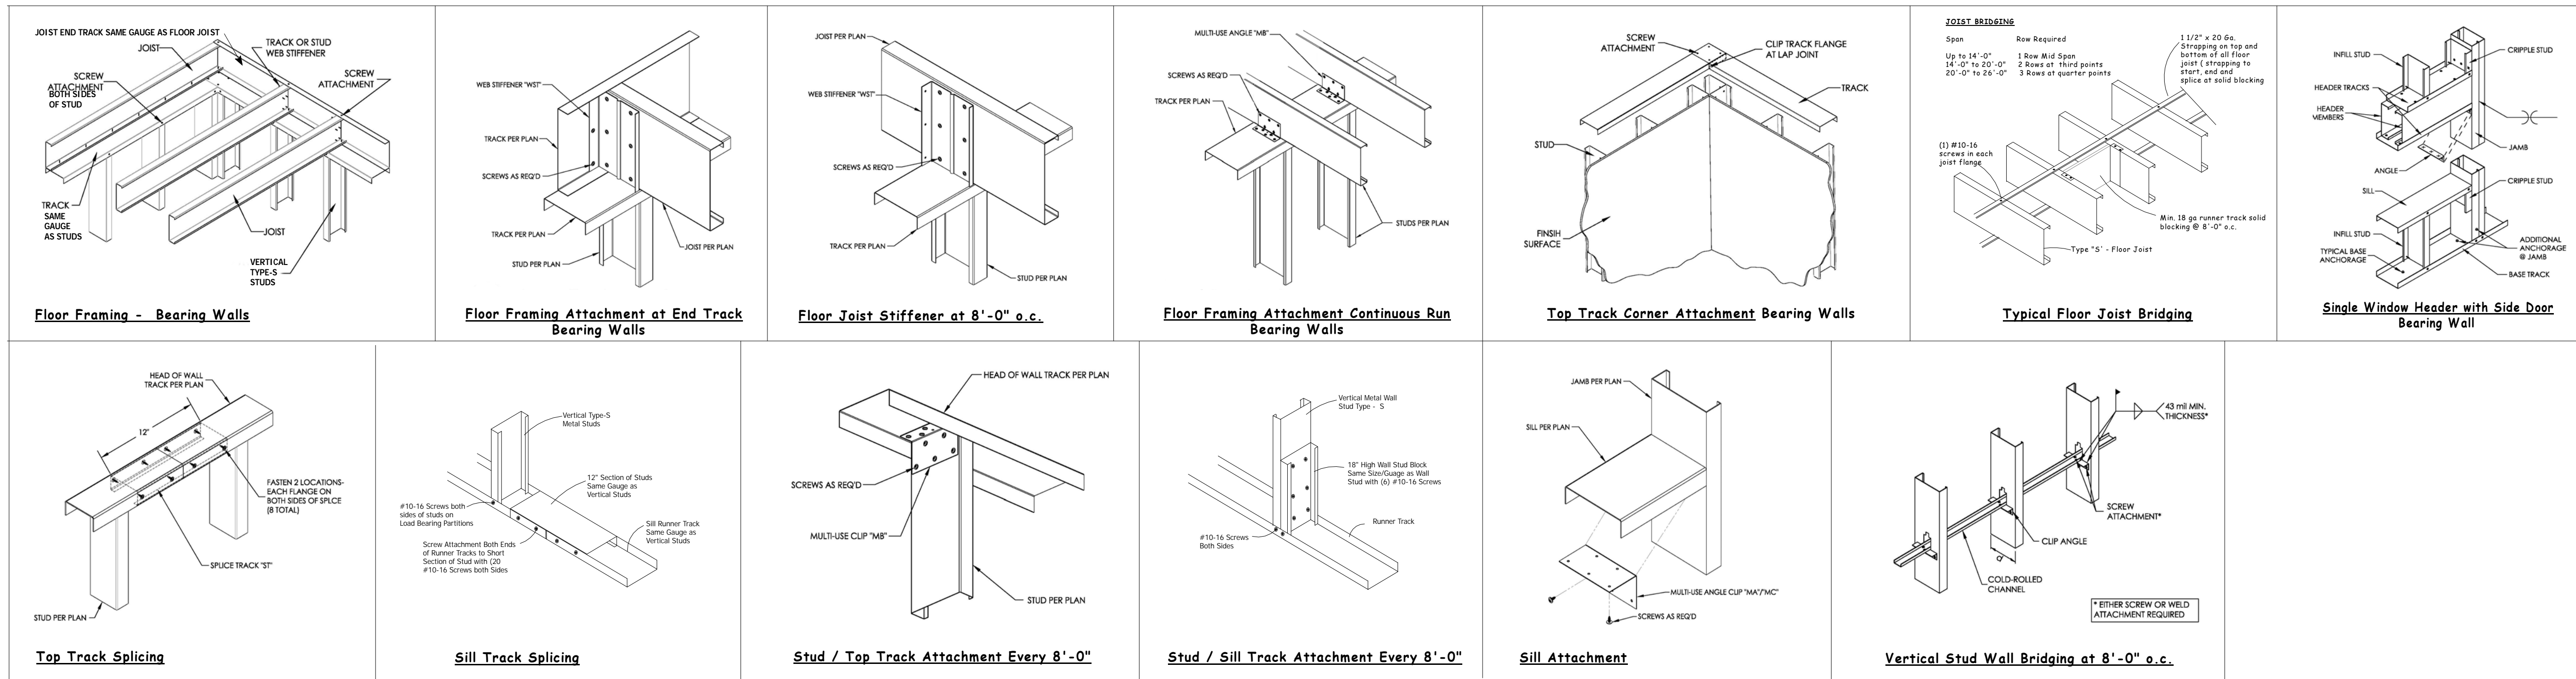 JOIST END TRACK SAME GAUGE AS FLOOR JOIST
JOIST
TRACK OR STUD
WEB STIFFENER
SCREW
ATTACHMENT
BOTH SIDES
OF STUD
SCREW
ATTACHMENT
TRACK
SAME
GAUGE
AS STUDS
JOIST
VERTICAL
TYPE-S
STUDS
Floor Framing - Bearing Walls
WEB STIFFENER "WST"
TRACK PER PLAN
SCREWS AS REQ'D
TRACK PER PLAN
STUD PER PLAN
JOIST PER PLAN
Floor Framing Attachment at End Track
Bearing Walls
JOIST PER PLAN
WEB STIFFENER "WST"
SCREWS AS REQ'D
TRACK PER PLAN
STUD PER PLAN
Floor Joist Stiffener at 8'-0" o.c.
MULTI-USE ANGLE "MB"
SCREWS AS REQ'D
TRACK PER PLAN
STUDS PER PLAN
Floor Framing Attachment Continuous Run
Bearing Walls
SCREW
ATTACHMENT
CLIP TRACK FLANGE
AT LAP JOINT
TRACK
STUD
FINSIH
SURFACE
Top Track Corner Attachment Bearing Walls
JOIST BRIDGING
Span Row Required
Up to 14'-0" 1 Row Mid Span
14'-0" to 20'-0" 2 Rows at third points
20'-0" to 26'-0" 3 Rows at quarter points
1 1/2" x 20 Ga.
Strapping on top and
bottom of all floor
joist ( strapping to
start, end and
splice at solid blocking
(1) #10-16
screws in each
joist flange
Min. 18 ga runner track solid
blocking @ 8'-0" o.c.
Type "S' - Floor Joist
Typical Floor Joist Bridging
INFILL STUD
CRIPPLE STUD
HEADER TRACKS
HEADER
MEMBERS
JAMB
ANGLE
SILL
CRIPPLE STUD
INFILL STUD
TYPICAL BASE
ANCHORAGE
ADDITIONAL
ANCHORAGE
@ JAMB
BASE TRACK
Single Window Header with Side Door
Bearing Wall
HEAD OF WALL
TRACK PER PLAN
12"
FASTEN 2 LOCATIONS-
EACH FLANGE ON
BOTH SIDES OF SPLICE
(8 TOTAL)
SPLICE TRACK "ST"
STUD PER PLAN
Top Track Splicing
Vertical Type-S
Metal Studs
12" Section of Studs
Same Gauge as
Vertical Studs
#10-16 Screws both
sides of studs on
Load Bearing Partitions
Sill Runner Track
Same Gauge as
Vertical Studs
Screw Attachment Both Ends
of Runner Tracks to Short
Section of Stud with (20
#10-16 Screws both Sides
Sill Track Splicing
HEAD OF WALL TRACK PER PLAN
SCREWS AS REQ'D
MULTI-USE CLIP "MB"
STUD PER PLAN
Stud / Top Track Attachment Every 8'-0"
Vertical Metal Wall
Stud Type - S
18" High Wall Stud Block
Same Size/Guage as Wall
Stud with (6) #10-16 Screws
Runner Track
#10-16 Screws
Both Sides
Stud / Sill Track Attachment Every 8'-0"
JAMB PER PLAN
SILL PER PLAN
MULTI-USE ANGLE CLIP "MA"/"MC"
SCREWS AS REQ'D
Sill Attachment
43 mil MIN.
THICKNESS*
SCREW
ATTACHMENT*
CLIP ANGLE
COLD-ROLLED
CHANNEL
* EITHER SCREW OR WELD
ATTACHMENT REQUIRED
Vertical Stud Wall Bridging at 8'-0" o.c.